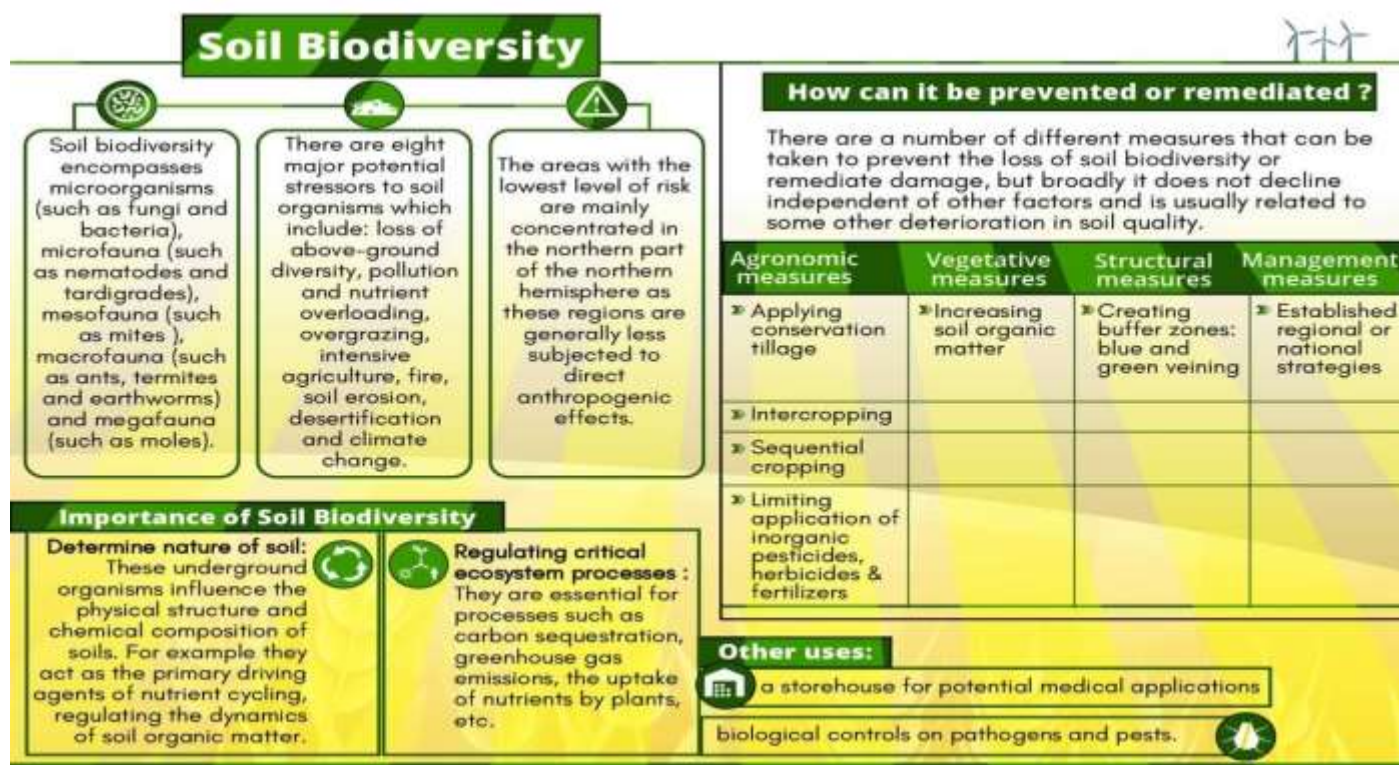 Soil Biodiversity
Soil biodiversity
encompasses
microorganisms
(such as fungi and
bacteria),
microfauna (such
as nematodes and
tardigrades),
mesofauna (such
as mites ),
macrofauna (such
as ants, termites
and earthworms)
and megafauna
(such as moles).
There are eight
major potential
stressors to soil
organisms which
include: loss of
above-ground
diversity, pollution
and nutrient
overloading,
overgrazing,
intensive
agriculture, fire,
soil erosion,
desertification
and climate
change.
The areas with the
lowest level of risk
are mainly
concentrated in
the northern part
of the northern
hemisphere as
these regions are
generally less
subjected to
direct
anthropogenic
effects.
Importance of Soil Biodiversity
Determine nature of soil:
These underground
organisms influence the
physical structure and
chemical composition of
soils. For example they
act as the primary driving
agents of nutrient cycling,
regulating the dynamics
of soil organic matter.
Regulating critical
ecosystem processes :
They are essential for
processes such as
carbon sequestration,
greenhouse gas
emissions, the uptake
of nutrients by plants,
etc.
How can it be prevented or remediated ?
There are a number of different measures that can be
taken to prevent the loss of soil biodiversity or
remediate damage, but broadly it does not decline
independent of other factors and is usually related to
some other deterioration in soil quality.
Agronomic
measures
Vegetative
measures
Structural
measures
Management
measures
Applying
conservation
tillage
Increasing
soil organic
matter
Creating
buffer zones:
blue and
green veining
Established
regional or
national
strategies
Intercropping
Sequential
cropping
Limiting
application of
inorganic
pesticides,
herbicides &
fertilizers
Other uses:
a storehouse for potential medical applications
biological controls on pathogens and pests.